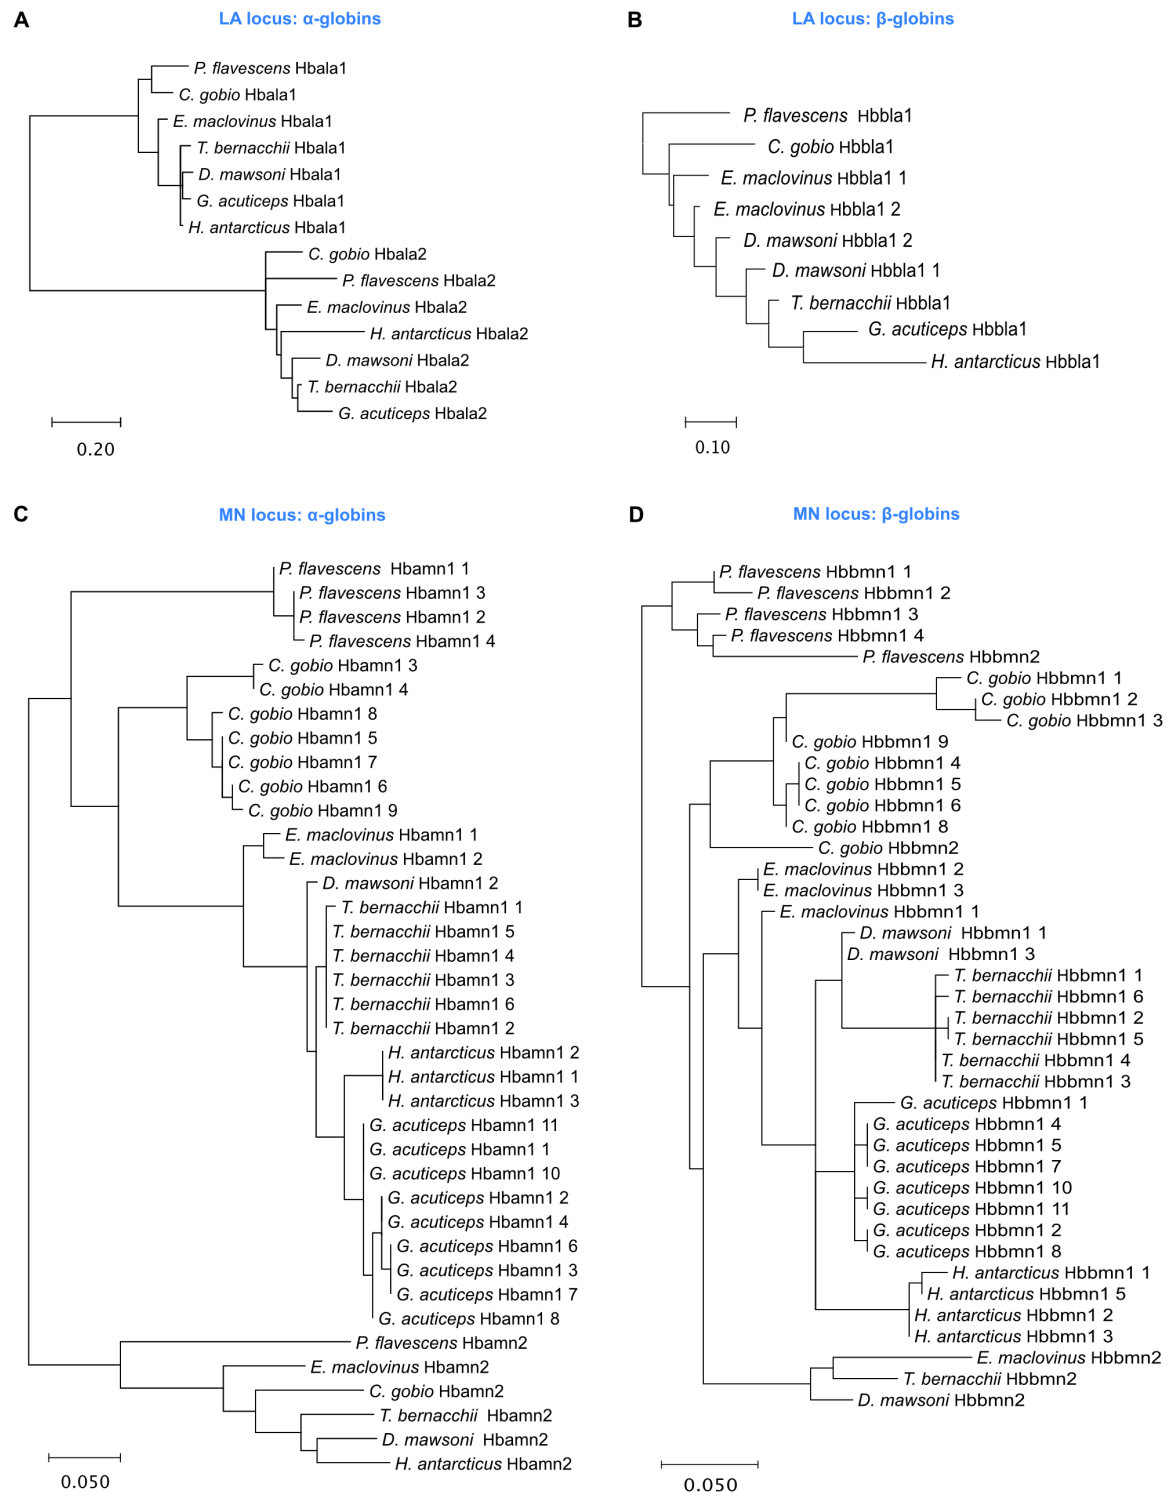 A
LA locus: α-globins
P. flavescens Hbala1
C. gobio Hbala1
E. maclovinus Hbala1
T. bernacchii Hbala1
D. mawsoni Hbala1
G. acuticeps Hbala1
H. antarcticus Hbala1
C. gobio Hbala2
P. flavescens Hbala2
E. maclovinus Hbala2
H. antarcticus Hbala2
D. mawsoni Hbala2
T. bernacchii Hbala2
G. acuticeps Hbala2
0.20
B
LA locus: β-globins
P. flavescens Hbbla1
C. gobio Hbbla1
E. maclovinus Hbbla1 1
E. maclovinus Hbbla1 2
D. mawsoni Hbbla1 2
D. mawsoni Hbbla1 1
T. bernacchii Hbbla1
G. acuticeps Hbbla1
H. antarcticus Hbbla1
0.10
C
MN locus: α-globins
P. flavescens Hbamn1 1
P. flavescens Hbamn1 3
P. flavescens Hbamn1 2
P. flavescens Hbamn1 4
C. gobio Hbamn1 3
C. gobio Hbamn1 4
C. gobio Hbamn1 8
C. gobio Hbamn1 5
C. gobio Hbamn1 7
C. gobio Hbamn1 6
C. gobio Hbamn1 9
E. maclovinus Hbamn1 1
E. maclovinus Hbamn1 2
D. mawsoni Hbamn1 2
T. bernacchii Hbamn1 1
T. bernacchii Hbamn1 5
T. bernacchii Hbamn1 4
T. bernacchii Hbamn1 3
T. bernacchii Hbamn1 6
T. bernacchii Hbamn1 2
H. antarcticus Hbamn1 2
H. antarcticus Hbamn1 1
H. antarcticus Hbamn1 3
G. acuticeps Hbamn1 11
G. acuticeps Hbamn1 1
G. acuticeps Hbamn1 10
G. acuticeps Hbamn1 2
G. acuticeps Hbamn1 4
G. acuticeps Hbamn1 6
G. acuticeps Hbamn1 3
G. acuticeps Hbamn1 7
G. acuticeps Hbamn1 8
P. flavescens Hbamn2
E. maclovinus Hbamn2
C. gobio Hbamn2
T. bernacchii Hbamn2
D. mawsoni Hbamn2
H. antarcticus Hbamn2
0.050
D
MN locus: β-globins
P. flavescens Hbbmn1 1
P. flavescens Hbbmn1 2
P. flavescens Hbbmn1 3
P. flavescens Hbbmn1 4
P. flavescens Hbbmn2
C. gobio Hbbmn1 1
C. gobio Hbbmn1 2
C. gobio Hbbmn1 3
C. gobio Hbbmn1 9
C. gobio Hbbmn1 4
C. gobio Hbbmn1 5
C. gobio Hbbmn1 6
C. gobio Hbbmn1 8
C. gobio Hbbmn2
E. maclovinus Hbbmn1 2
E. maclovinus Hbbmn1 3
E. maclovinus Hbbmn1 1
D. mawsoni Hbbmn1 1
D. mawsoni Hbbmn1 3
T. bernacchii Hbbmn1 1
T. bernacchii Hbbmn1 6
T. bernacchii Hbbmn1 2
T. bernacchii Hbbmn1 5
T. bernacchii Hbbmn1 4
T. bernacchii Hbbmn1 3
G. acuticeps Hbbmn1 1
G. acuticeps Hbbmn1 4
G. acuticeps Hbbmn1 5
G. acuticeps Hbbmn1 7
G. acuticeps Hbbmn1 10
G. acuticeps Hbbmn1 11
G. acuticeps Hbbmn1 2
G. acuticeps Hbbmn1 8
H. antarcticus Hbbmn1 1
H. antarcticus Hbbmn1 5
H. antarcticus Hbbmn1 2
H. antarcticus Hbbmn1 3
E. maclovinus Hbbmn2
T. bernacchii Hbbmn2
D. mawsoni Hbbmn2
0.050